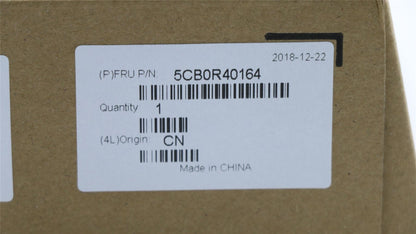 2018-12-22
(P)FRU P/N: 5CB0R40164
Quantity 1
(4L)Origin: CN
Made in CHINA